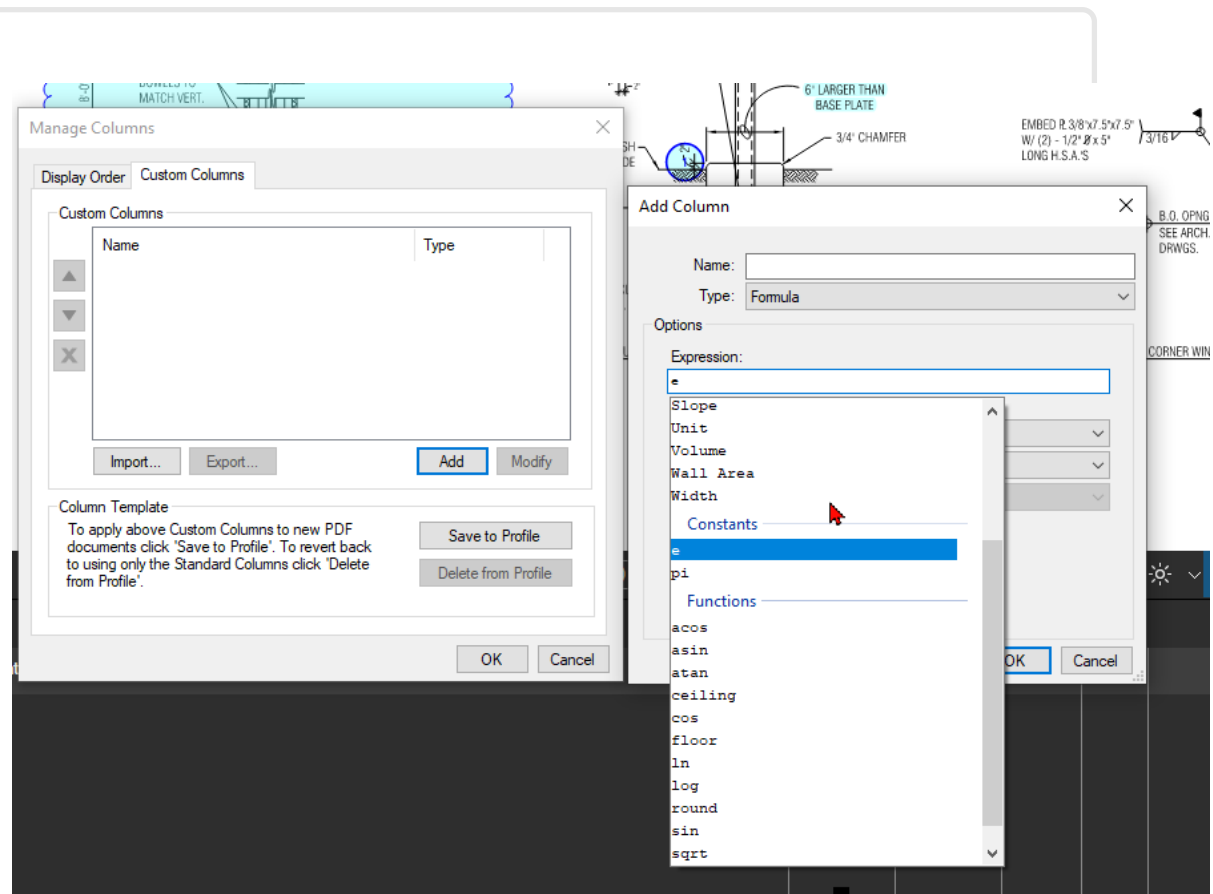 MATCH VERT.
6" LARGER THAN
BASE PLATE
3/4" CHAMFER
EMBED PL 3/8"x7.5"x7.5"
W/ (2) - 1/2" Ø x 5"
LONG H.S.A.'S
3/16
B.O. OPNG
SEE ARCH.
DRWGS.
CORNER WIN
Manage Columns
Display Order
Custom Columns
Custom Columns
Name
Type
Import...
Export...
Add
Modify
Column Template
To apply above Custom Columns to new PDF
documents click 'Save to Profile'. To revert back
to using only the Standard Columns click 'Delete
from Profile'.
Save to Profile
Delete from Profile
OK
Cancel
Add Column
Name:
Type:
Formula
Options
Expression:
e
Slope
Unit
Volume
Wall Area
Width
Constants
e
pi
Functions
acos
asin
atan
ceiling
cos
floor
ln
log
round
sin
sqrt
OK
Cancel